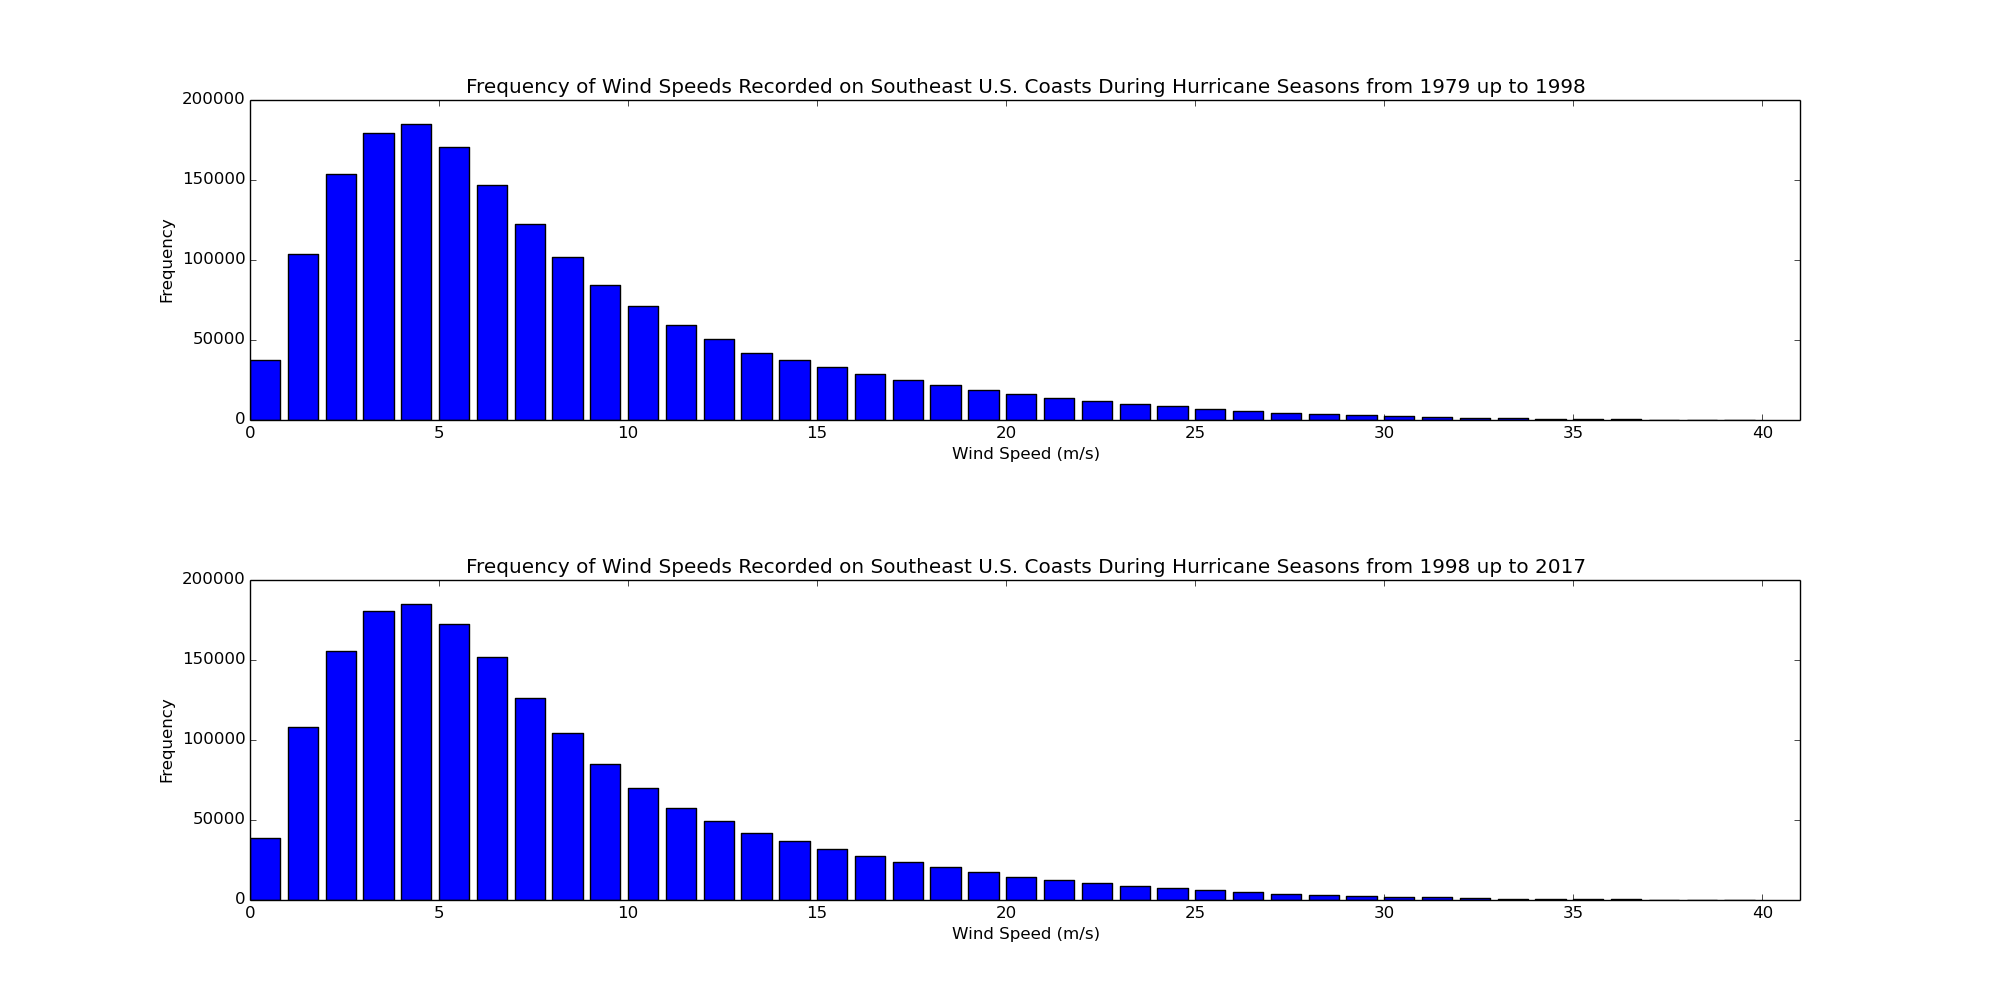 Frequency of Wind Speeds Recorded on Southeast U.S. Coasts During Hurricane Seasons from 1979 up to 1998
200000
150000
100000
50000
0
Frequency
0 5 10 15 20 25 30 35 40
Wind Speed (m/s)
Frequency of Wind Speeds Recorded on Southeast U.S. Coasts During Hurricane Seasons from 1998 up to 2017
200000
150000
100000
50000
0
Frequency
0 5 10 15 20 25 30 35 40
Wind Speed (m/s)